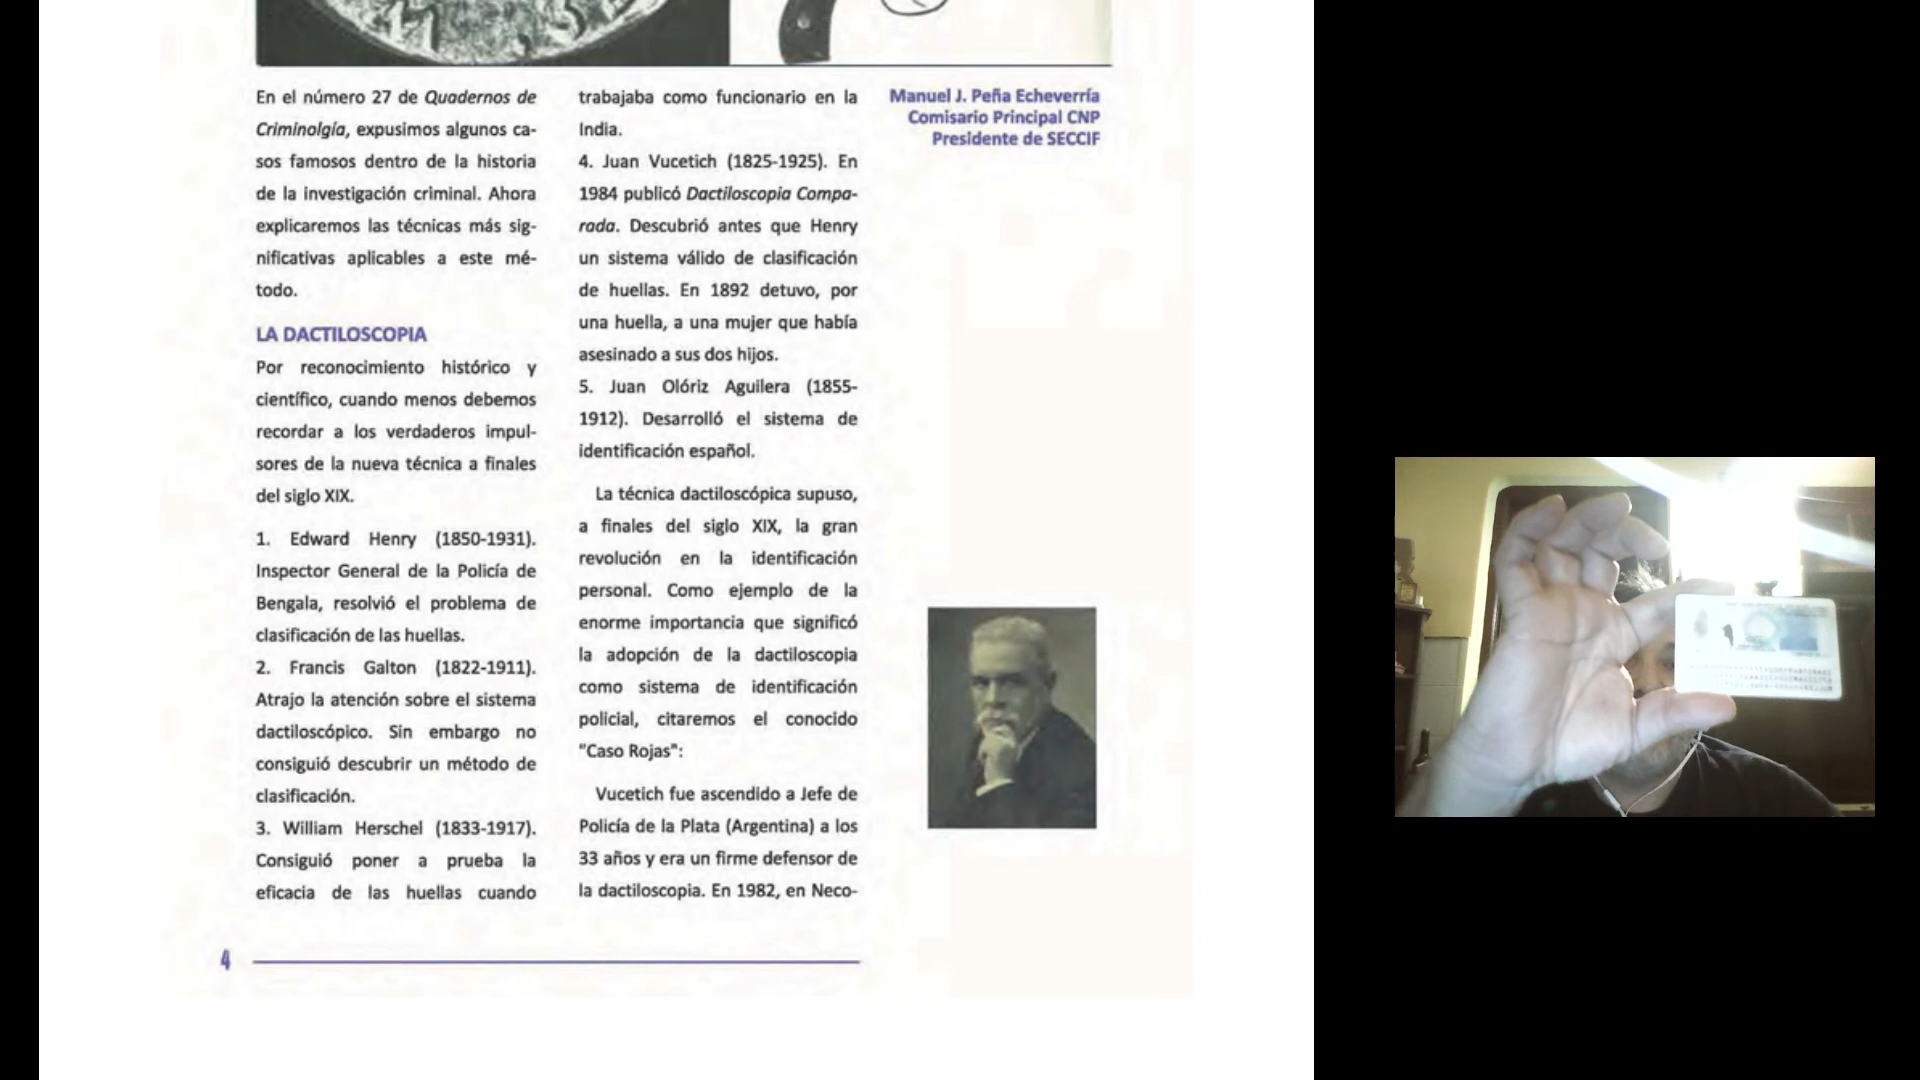 En el número 27 de Quadernos de
Criminolgía, expusimos algunos ca-
sos famosos dentro de la historia
de la investigación criminal. Ahora
explicaremos las técnicas más sig-
nificativas aplicables a este mé-
todo.
LA DACTILOSCOPIA
Por reconocimiento histórico y
científico, cuando menos debemos
recordar a los verdaderos impul-
sores de la nueva técnica a finales
del siglo XIX.
1. Edward Henry (1850-1931).
Inspector General de la Policía de
Bengala, resolvió el problema de
clasificación de las huellas.
2. Francis Galton (1822-1911).
Atrajo la atención sobre el sistema
dactiloscópico. Sin embargo no
consiguió descubrir un método de
clasificación.
3. William Herschel (1833-1917).
Consiguió poner a prueba la
eficacia de las huellas cuando
trabajaba como funcionario en la
India.
4. Juan Vucetich (1825-1925). En
1984 publicó Dactiloscopia Compa-
rada. Descubrió antes que Henry
un sistema válido de clasificación
de huellas. En 1892 detuvo, por
una huella, a una mujer que había
asesinado a sus dos hijos.
5. Juan Olóriz Aguilera (1855-
1912). Desarrolló el sistema de
identificación español.
La técnica dactiloscópica supuso,
a finales del siglo XIX, la gran
revolución en la identificación
personal. Como ejemplo de la
enorme importancia que significó
la adopción de la dactiloscopia
como sistema de identificación
policial, citaremos el conocido
"Caso Rojas":
Vucetich fue ascendido a Jefe de
Policía de la Plata (Argentina) a los
33 años y era un firme defensor de
la dactiloscopia. En 1982, en Neco-
Manuel J. Peña Echeverría
Comisario Principal CNP
Presidente de SECCIF
4